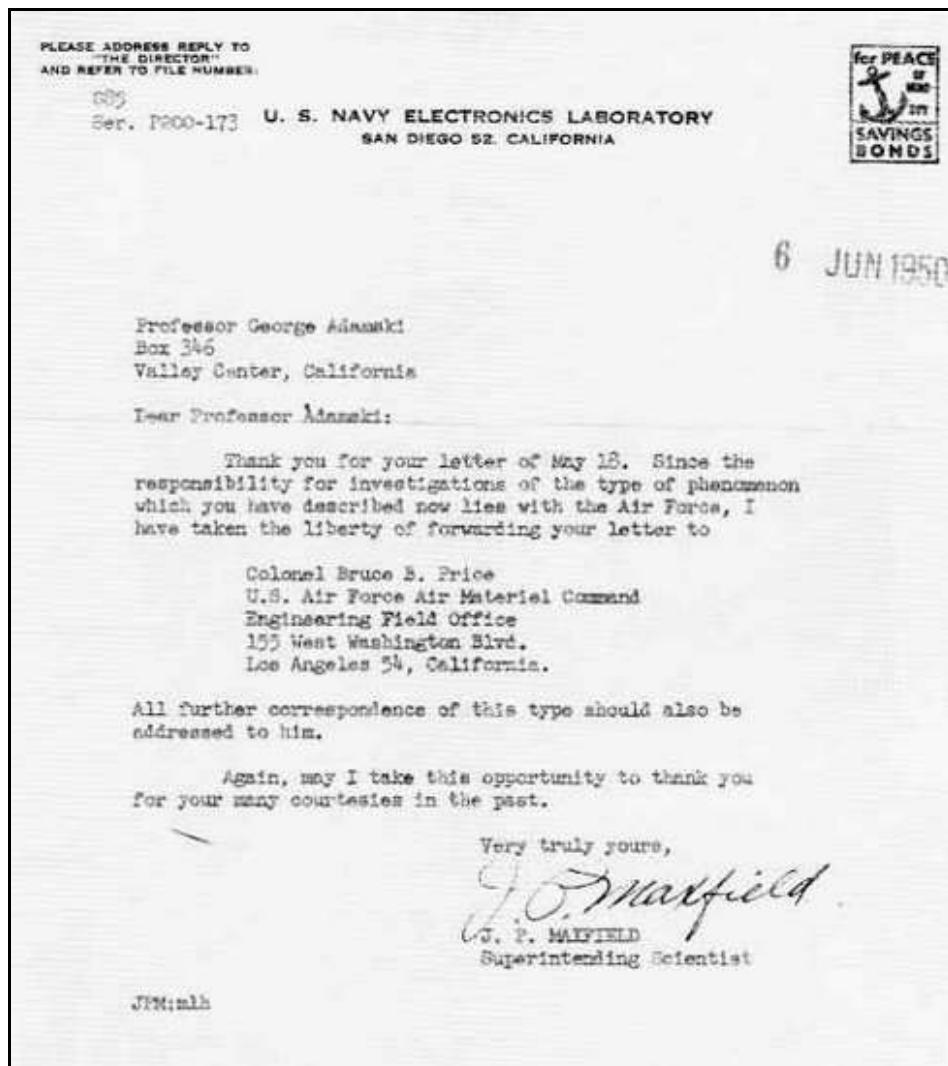 PLEASE ADDRESS REPLY TO
"THE DIRECTOR"
AND REFER TO FILE NUMBER:
S85
Ser. P200-173
U. S. NAVY ELECTRONICS LABORATORY
SAN DIEGO 52, CALIFORNIA
for PEACE
OF
MIND
SAVINGS
BONDS
6 JUN 1950
Professor George Adamski
Box 346
Valley Center, California
Dear Professor Adamski:
Thank you for your letter of May 18. Since the
responsibility for investigations of the type of phenomenon
which you have described now lies with the Air Force, I
have taken the liberty of forwarding your letter to
Colonel Bruce B. Price
U.S. Air Force Air Materiel Command
Engineering Field Office
155 West Washington Blvd.
Los Angeles 54, California.
All further correspondence of this type should also be
addressed to him.
Again, may I take this opportunity to thank you
for your many courtesies in the past.
Very truly yours,
J. P. Maxfield
J. P. MAXFIELD
Superintending Scientist
JPM:mlh